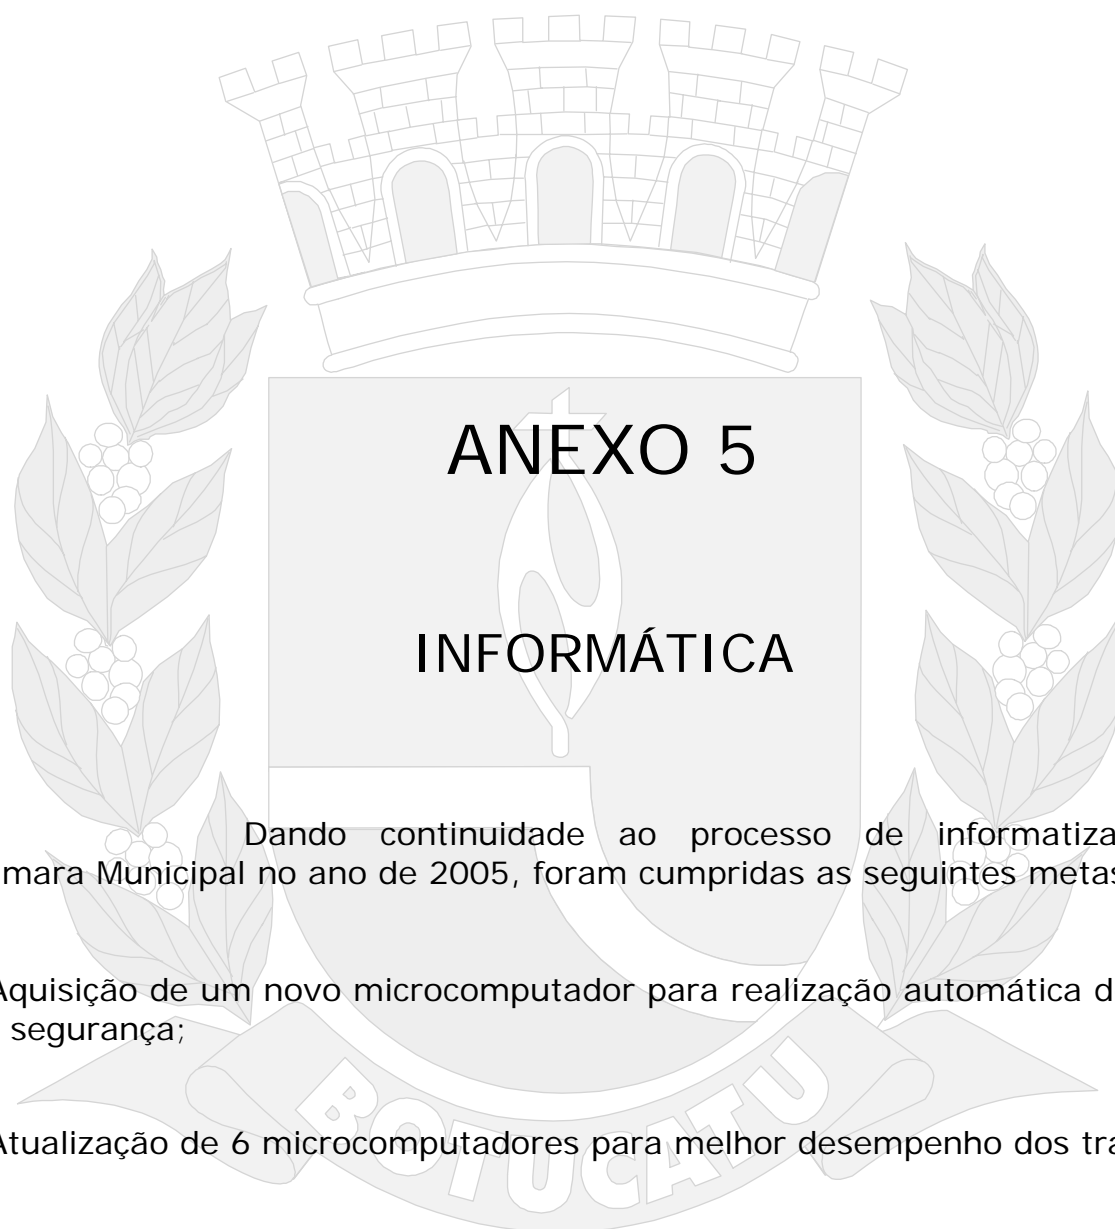 ANEXO 5
INFORMÁTICA
Dando continuidade ao processo de informatiza
mara Municipal no ano de 2005, foram cumpridas as seguintes metas
Aquisição de um novo microcomputador para realização automática d
segurança;
Atualização de 6 microcomputadores para melhor desempenho dos tra
BOTUCATU